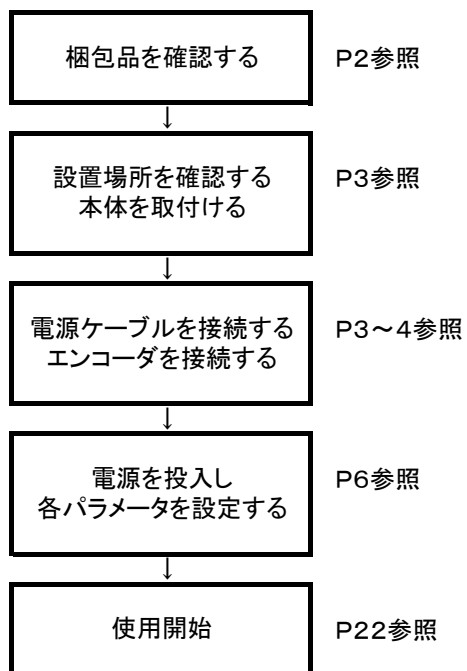 梱包品を確認する P2参照
↓
設置場所を確認する P3参照
本体を取付ける
↓
電源ケーブルを接続する P3~4参照
エンコーダを接続する
↓
電源を投入し P6参照
各パラメータを設定する
↓
使用開始 P22参照